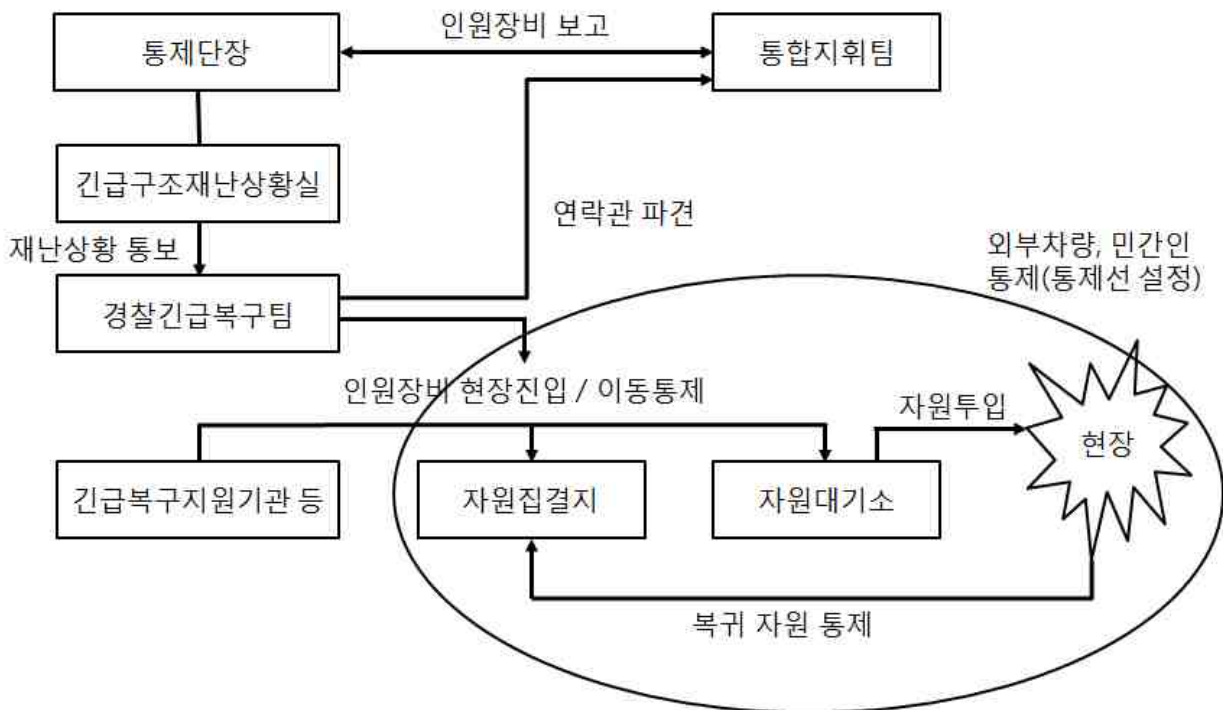 인원장비 보고
통제단장
통합지휘팀
긴급구조재난상황실
연락관 파견
재난상황 통보
외부차량, 민간인
통제(통제선 설정)
경찰긴급복구팀
인원장비 현장진입 / 이동통제
자원투입
현장
긴급복구지원기관 등
자원집결지
자원대기소
복귀 자원 통제